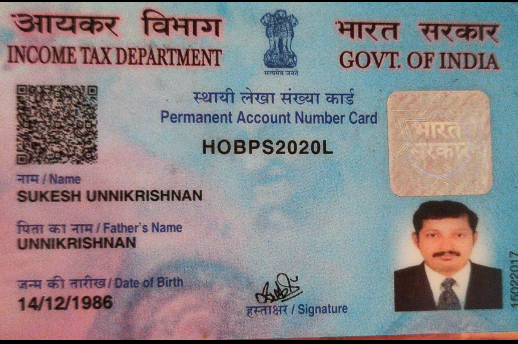 आयकर विभाग
INCOME TAX DEPARTMENT
सत्यमेव जयते
भारत सरकार
GOVT. OF INDIA
स्थायी लेखा संख्या कार्ड
Permanent Account Number Card
HOBPS2020L
भारत
सरकार
नाम / Name
SUKESH UNNIKRISHNAN
पिता का नाम / Father's Name
UNNIKRISHNAN
जन्म की तारीख / Date of Birth
14/12/1986
हस्ताक्षर / Signature
15022017